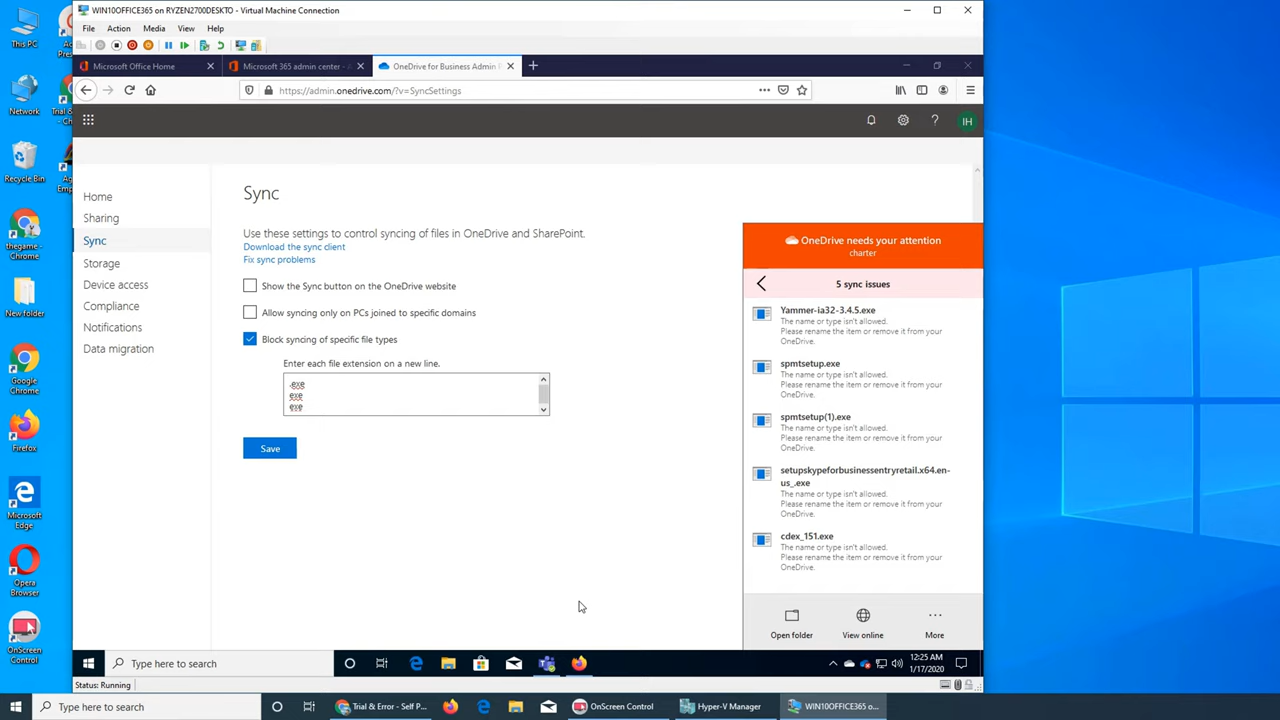 WIN10OFFICE365 on RYZEN2700DESKTO - Virtual Machine Connection
File Action Media View Help
Microsoft Office Home
Microsoft 365 admin center - A
OneDrive for Business Admin
https://admin.onedrive.com/?v=SyncSettings
IH
This PC
Network
Recycle Bin
thegame - Chrome
New folder
Google Chrome
Firefox
Microsoft Edge
Opera Browser
OnScreen Control
Home
Sharing
Sync
Storage
Device access
Compliance
Notifications
Data migration
Sync
Use these settings to control syncing of files in OneDrive and SharePoint.
Download the sync client
Fix sync problems
Show the Sync button on the OneDrive website
Allow syncing only on PCs joined to specific domains
Block syncing of specific file types
Enter each file extension on a new line.
.exe
exe
exe
Save
OneDrive needs your attention
charter
5 sync issues
Yammer-ia32-3.4.5.exe
The name or type isn't allowed.
Please rename the item or remove it from your
OneDrive.
spmtsetup.exe
The name or type isn't allowed.
Please rename the item or remove it from your
OneDrive.
spmtsetup(1).exe
The name or type isn't allowed.
Please rename the item or remove it from your
OneDrive.
setupskypeforbusinessentryretail.x64.en-
us_.exe
The name or type isn't allowed.
Please rename the item or remove it from your
OneDrive.
cdex_151.exe
The name or type isn't allowed.
Please rename the item or remove it from your
OneDrive.
Open folder
View online
More
Type here to search
12:25 AM
1/17/2020
Status: Running
Type here to search
Trial & Error - Self P...
OnScreen Control
Hyper-V Manager
WIN10OFFICE365 o...